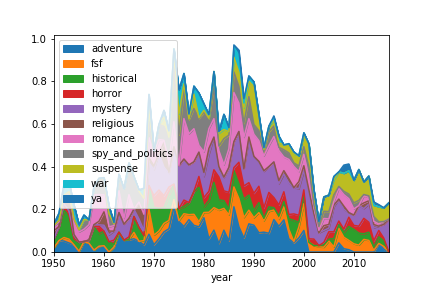 1.0
0.8
0.6
0.4
0.2
0.0
adventure
fsf
historical
horror
mystery
religious
romance
spy_and_politics
suspense
war
ya
1950 1960 1970 1980 1990 2000 2010
year